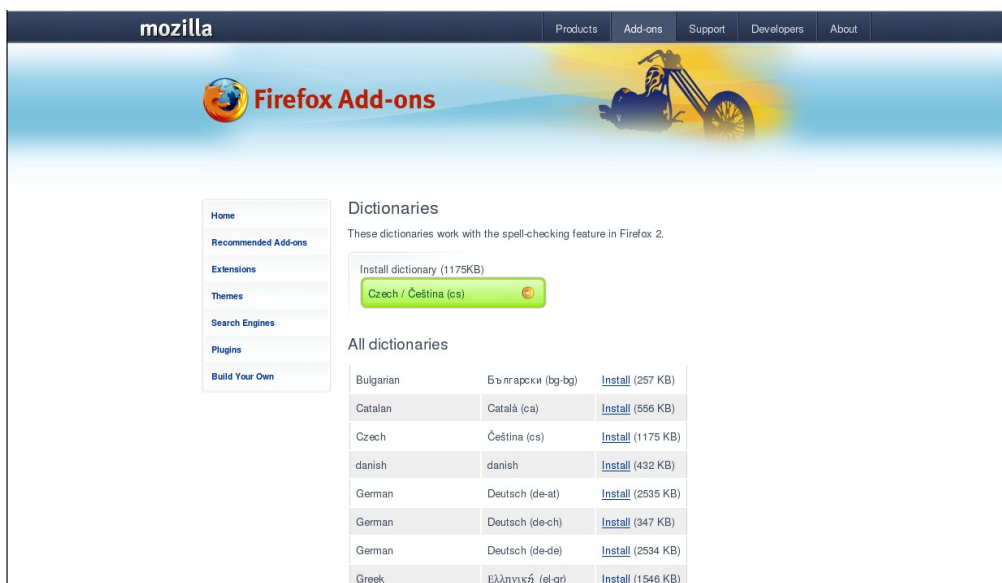 mozilla
Products Add-ons Support Developers About
Firefox Add-ons
Home
Recommended Add-ons
Extensions
Themes
Search Engines
Plugins
Build Your Own
Dictionaries
These dictionaries work with the spell-checking feature in Firefox 2.
Install dictionary (1175KB)
Czech / Čeština (cs)
All dictionaries
Bulgarian Български (bg-bg) Install (257 KB)
Catalan Català (ca) Install (556 KB)
Czech Čeština (cs) Install (1175 KB)
danish danish Install (432 KB)
German Deutsch (de-at) Install (2535 KB)
German Deutsch (de-ch) Install (347 KB)
German Deutsch (de-de) Install (2534 KB)
Greek Ελληνικά (el-gr) Install (1546 KB)